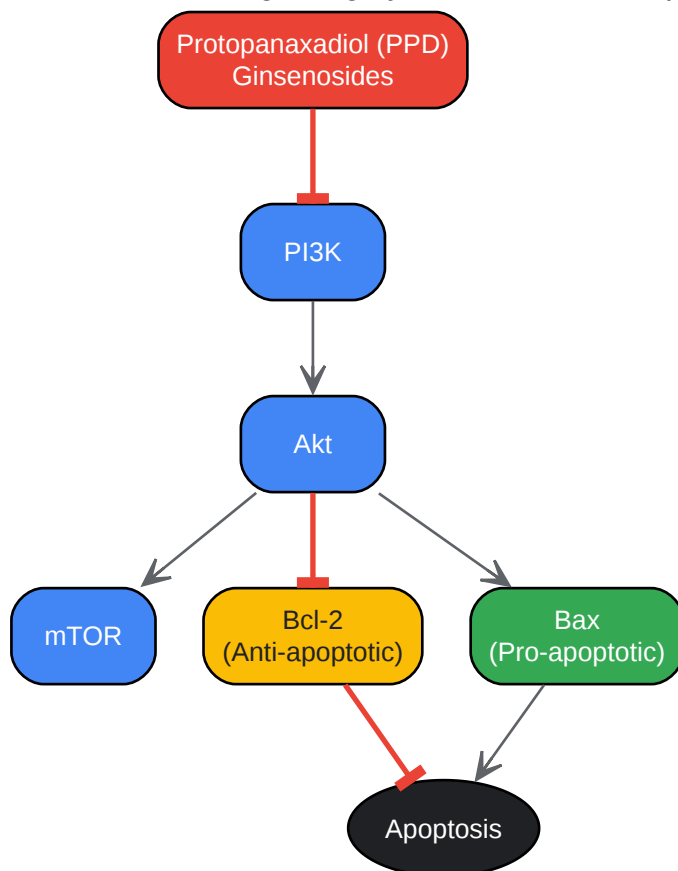 Protopanaxadiol (PPD)
Ginsenosides
PI3K
Akt
mTOR
Bcl-2
(Anti-apoptotic)
Bax
(Pro-apoptotic)
Apoptosis